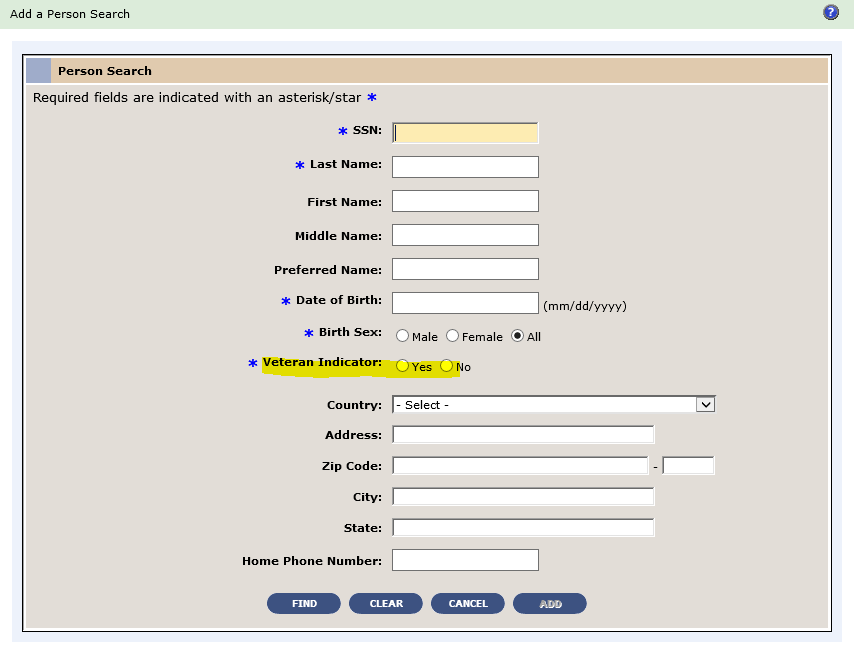 Add a Person Search
?
Person Search
Required fields are indicated with an asterisk/star *
* SSN:
* Last Name:
First Name:
Middle Name:
Preferred Name:
* Date of Birth: (mm/dd/yyyy)
* Birth Sex: Male Female All
* Veteran Indicator: Yes No
Country: - Select -
Address:
Zip Code: -
City:
State:
Home Phone Number:
FIND CLEAR CANCEL ADD